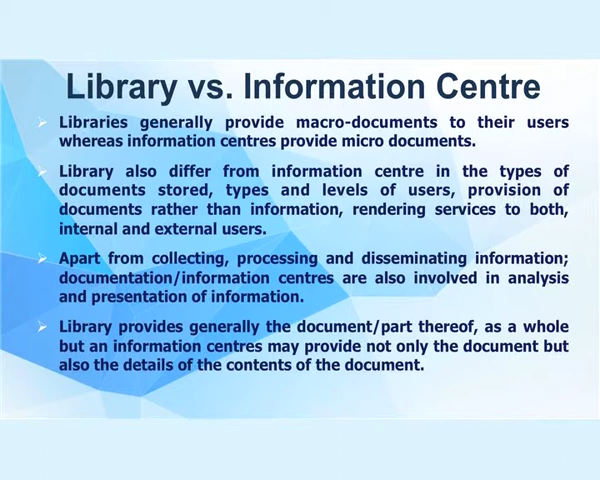 Library vs. Information Centre
Libraries generally provide macro-documents to their users
whereas information centres provide micro documents.
Library also differ from information centre in the types of
documents stored, types and levels of users, provision of
documents rather than information, rendering services to both,
internal and external users.
Apart from collecting, processing and disseminating information;
documentation/information centres are also involved in analysis
and presentation of information.
Library provides generally the document/part thereof, as a whole
but an information centres may provide not only the document but
also the details of the contents of the document.